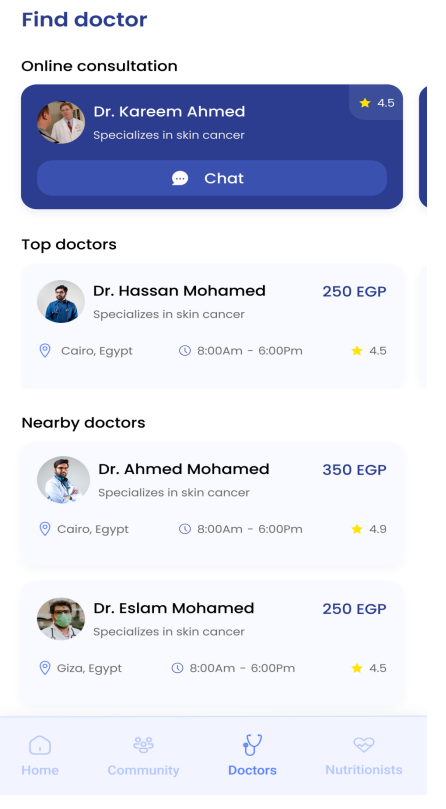 Find doctor
Online consultation
Dr. Kareem Ahmed
4.5
Specializes in skin cancer
Chat
Top doctors
Dr. Hassan Mohamed 250 EGP
Specializes in skin cancer
Cairo, Egypt 8:00Am - 6:00Pm 4.5
Nearby doctors
Dr. Ahmed Mohamed 350 EGP
Specializes in skin cancer
Cairo, Egypt 8:00Am - 6:00Pm 4.9
Dr. Eslam Mohamed 250 EGP
Specializes in skin cancer
Giza, Egypt 8:00Am - 6:00Pm 4.5
Home Community Doctors Nutritionists